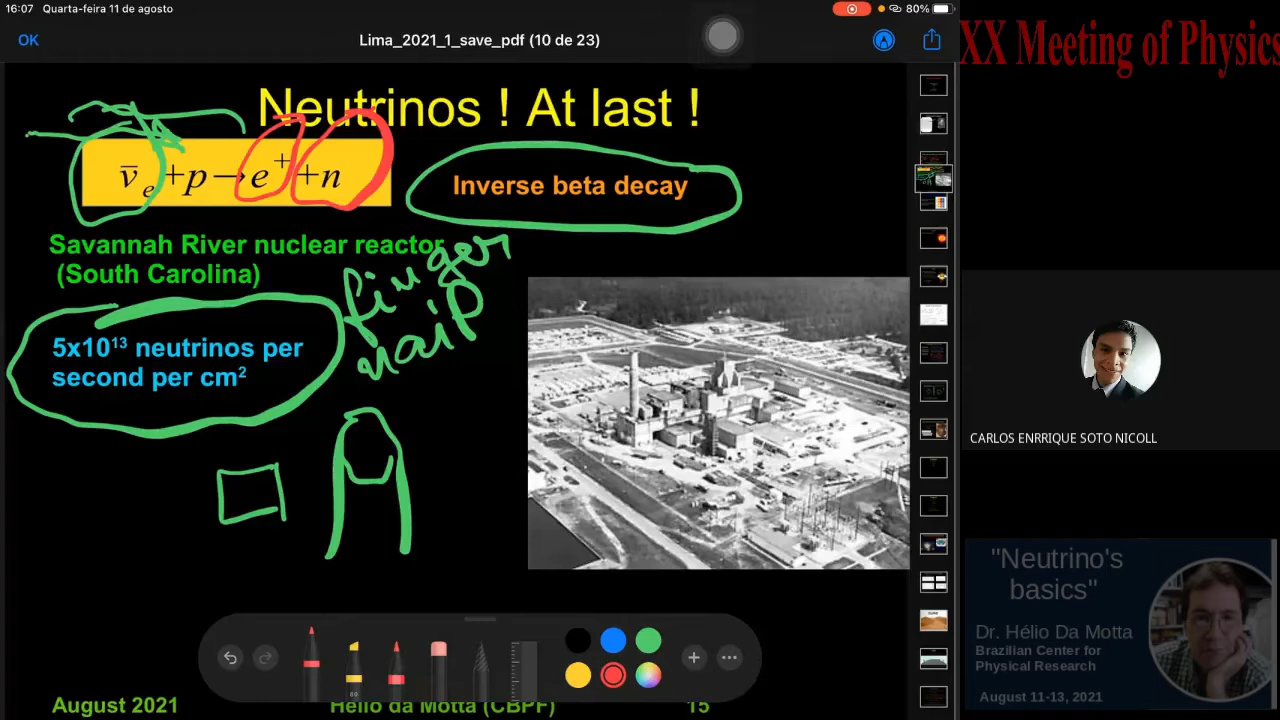 16:07 Quarta-feira 11 de agosto
80%
OK
Lima_2021_1_save_pdf (10 de 23)
XX Meeting of Physics
Neutrinos ! At last !
ν̄e+p→e⁺+n
Inverse beta decay
Savannah River nuclear reactor
(South Carolina)
finger
nail
5x10¹³ neutrinos per
second per cm²
CARLOS ENRRIQUE SOTO NICOLL
"Neutrino's
basics"
Dr. Hélio Da Motta
Brazilian Center for
Physical Research
August 11-13, 2021
80
August 2021
Hélio da Motta (CBPF)
15